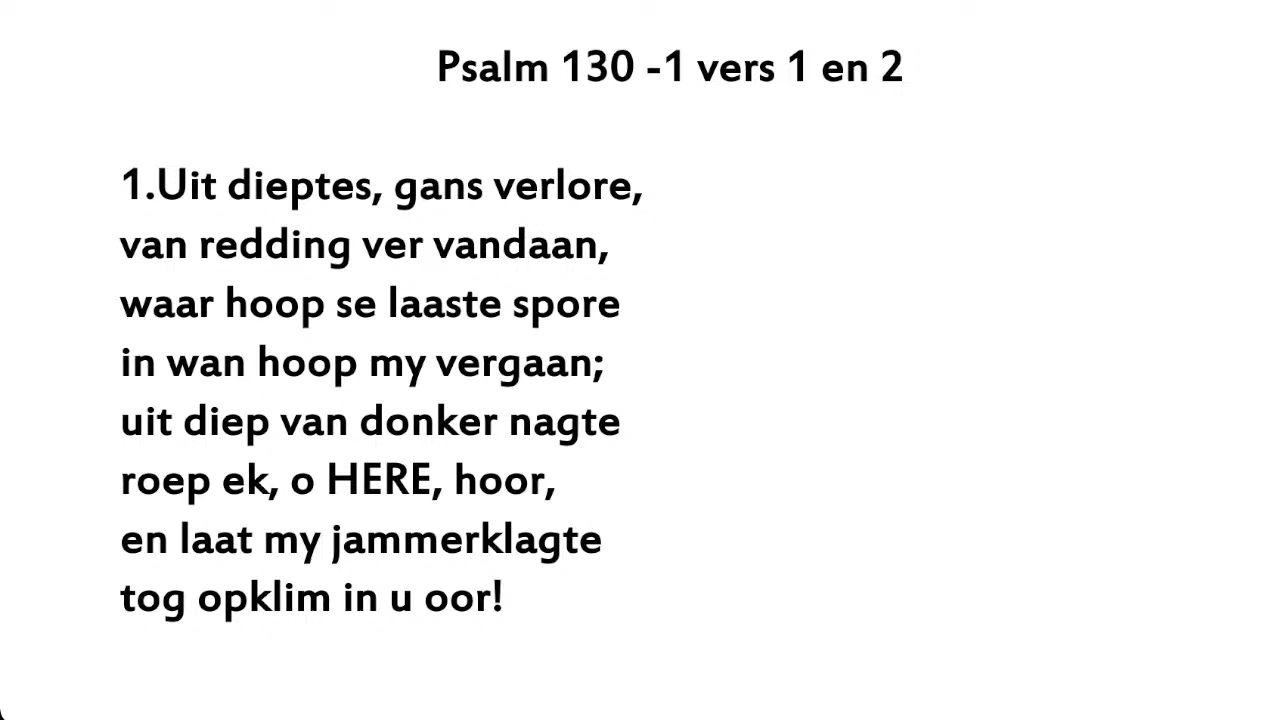 Psalm 130 -1 vers 1 en 2
1.Uit dieptes, gans verlore,
van redding ver vandaan,
waar hoop se laaste spore
in wan hoop my vergaan;
uit diep van donker nagte
roep ek, o HERE, hoor,
en laat my jammerklagte
tog opklim in u oor!